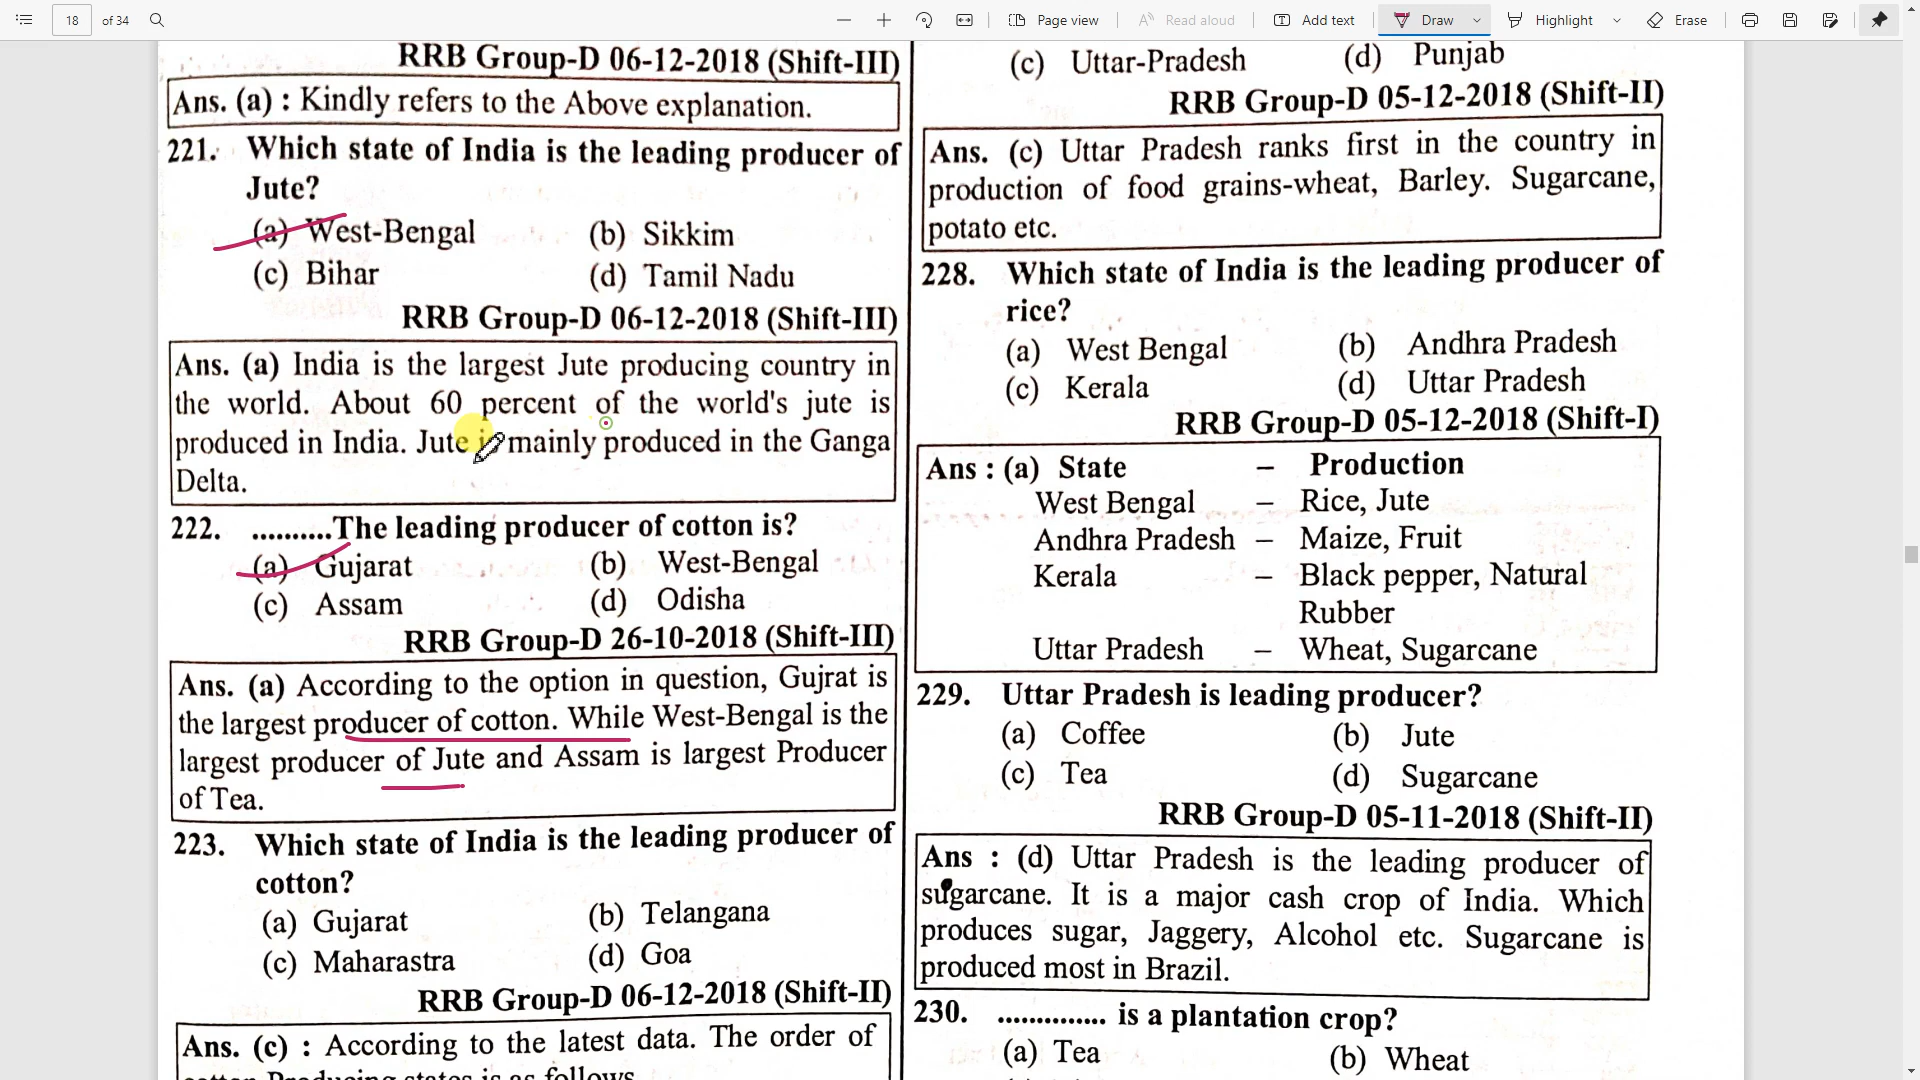 18 of 34 Page view Read aloud Add text Draw Highlight Erase
RRB Group-D 06-12-2018 (Shift-III)
Ans. (a) : Kindly refers to the Above explanation.
221. Which state of India is the leading producer of
Jute?
(a) West-Bengal (b) Sikkim
(c) Bihar (d) Tamil Nadu
RRB Group-D 06-12-2018 (Shift-III)
Ans. (a) India is the largest Jute producing country in
the world. About 60 percent of the world's jute is
produced in India. Jute is mainly produced in the Ganga
Delta.
222. ..........The leading producer of cotton is?
(a) Gujarat (b) West-Bengal
(c) Assam (d) Odisha
RRB Group-D 26-10-2018 (Shift-III)
Ans. (a) According to the option in question, Gujrat is
the largest producer of cotton. While West-Bengal is the
largest producer of Jute and Assam is largest Producer
of Tea.
223. Which state of India is the leading producer of
cotton?
(a) Gujarat (b) Telangana
(c) Maharastra (d) Goa
RRB Group-D 06-12-2018 (Shift-II)
Ans. (c) : According to the latest data. The order of
cotton Producing states is as follows
(c) Uttar-Pradesh (d) Punjab
RRB Group-D 05-12-2018 (Shift-II)
Ans. (c) Uttar Pradesh ranks first in the country in
production of food grains-wheat, Barley. Sugarcane,
potato etc.
228. Which state of India is the leading producer of
rice?
(a) West Bengal (b) Andhra Pradesh
(c) Kerala (d) Uttar Pradesh
RRB Group-D 05-12-2018 (Shift-I)
Ans : (a) State – Production
West Bengal – Rice, Jute
Andhra Pradesh – Maize, Fruit
Kerala – Black pepper, Natural
Rubber
Uttar Pradesh – Wheat, Sugarcane
229. Uttar Pradesh is leading producer?
(a) Coffee (b) Jute
(c) Tea (d) Sugarcane
RRB Group-D 05-11-2018 (Shift-II)
Ans : (d) Uttar Pradesh is the leading producer of
sugarcane. It is a major cash crop of India. Which
produces sugar, Jaggery, Alcohol etc. Sugarcane is
produced most in Brazil.
230. .............. is a plantation crop?
(a) Tea (b) Wheat